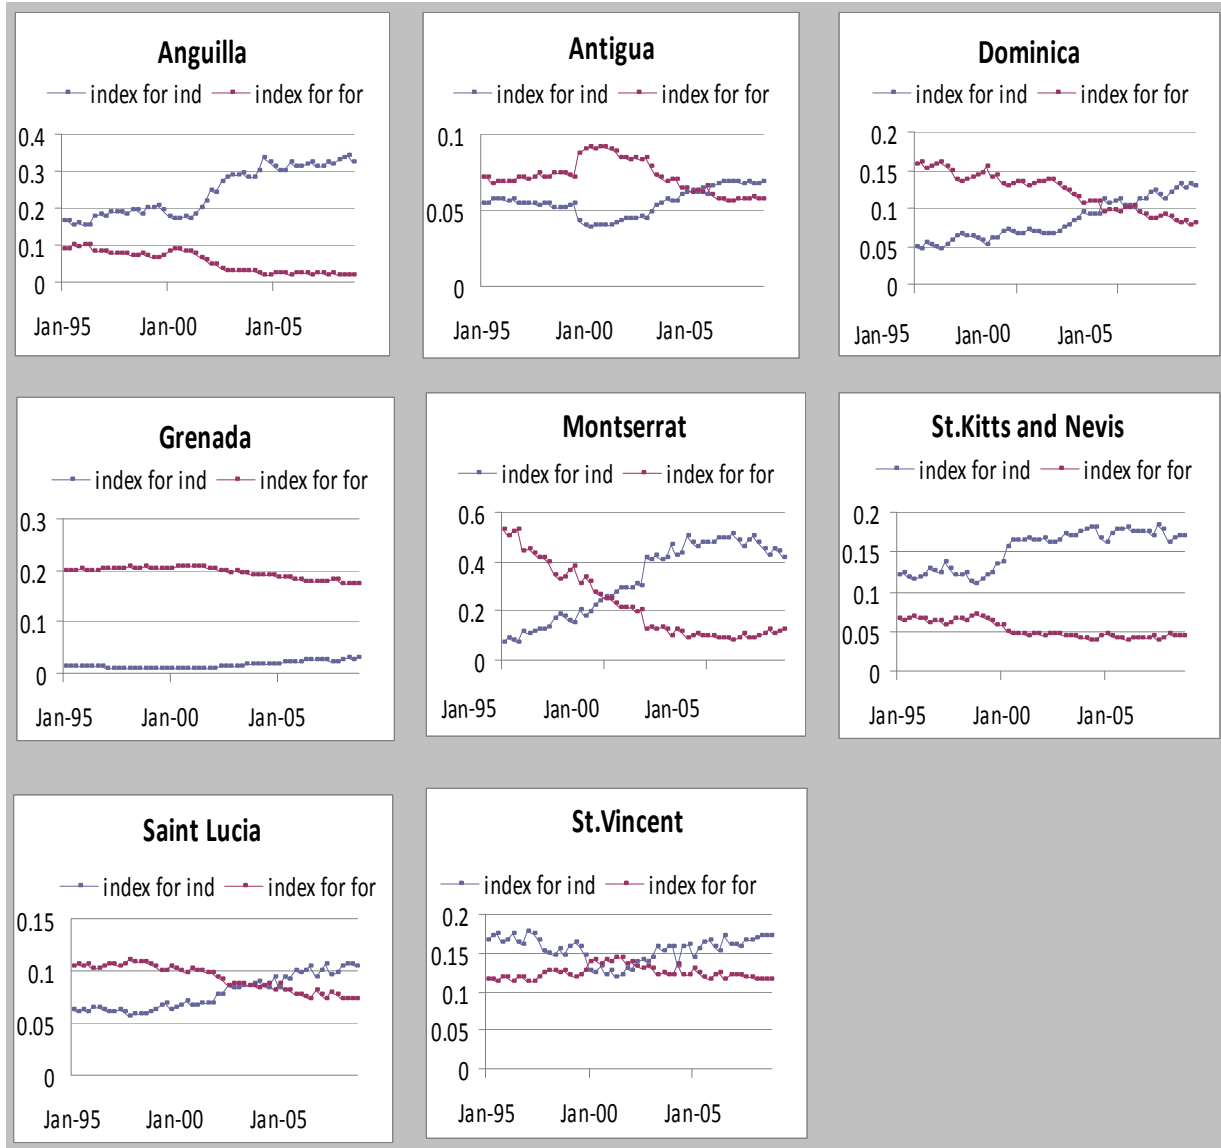 Anguilla
index for ind index for for
0.4
0.3
0.2
0.1
0
Jan-95 Jan-00 Jan-05
Antigua
index for ind index for for
0.1
0.05
0
Jan-95 Jan-00 Jan-05
Dominica
index for ind index for for
0.2
0.15
0.1
0.05
0
Jan-95 Jan-00 Jan-05
Grenada
index for ind index for for
0.3
0.2
0.1
0
Jan-95 Jan-00 Jan-05
Montserrat
index for ind index for for
0.6
0.4
0.2
0
Jan-95 Jan-00 Jan-05
St.Kitts and Nevis
index for ind index for for
0.2
0.15
0.1
0.05
0
Jan-95 Jan-00 Jan-05
Saint Lucia
index for ind index for for
0.15
0.1
0.05
0
Jan-95 Jan-00 Jan-05
St.Vincent
index for ind index for for
0.2
0.15
0.1
0.05
0
Jan-95 Jan-00 Jan-05